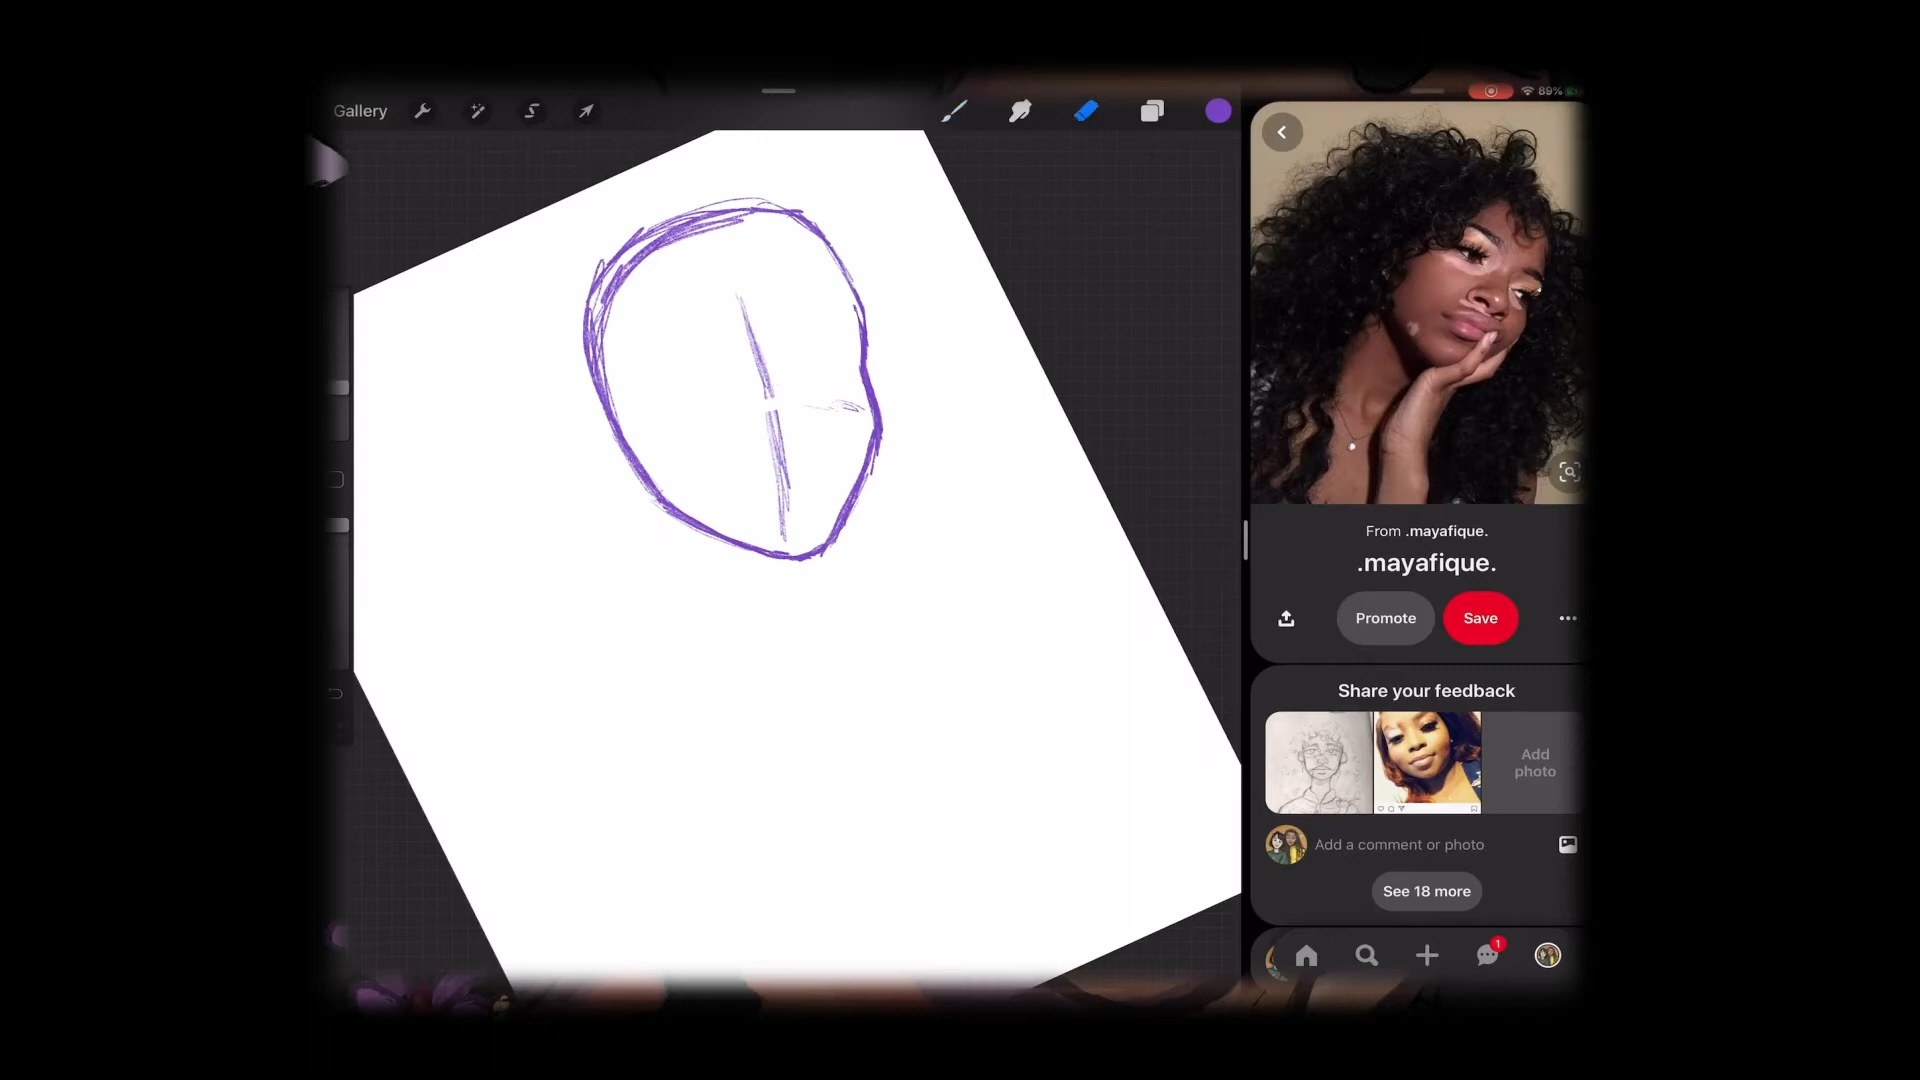 Gallery
89%
From .mayafique.
.mayafique.
Promote
Save
Share your feedback
Add
photo
Add a comment or photo
See 18 more
1